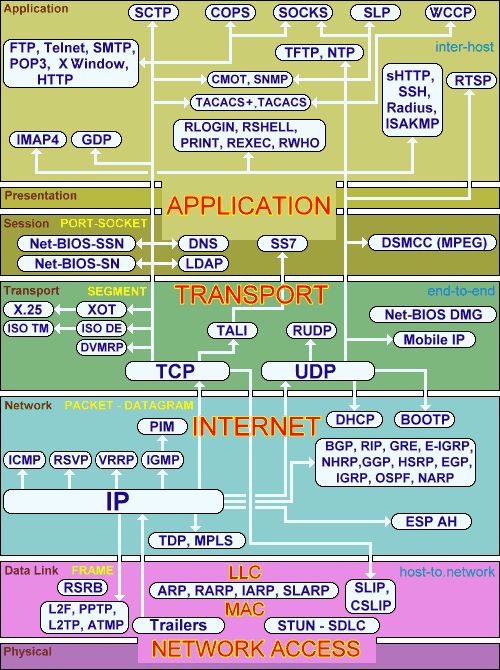 Application
SCTP
COPS
SOCKS
SLP
WCCP
FTP, Telnet, SMTP,
POP3, X Window,
HTTP
TFTP, NTP
inter-host
CMOT, SNMP
sHTTP,
SSH,
Radius,
ISAKMP
RTSP
TACACS+,TACACS
RLOGIN, RSHELL,
PRINT, REXEC, RWHO
IMAP4
GDP
Presentation
APPLICATION
Session
PORT-SOCKET
Net-BIOS-SSN
DNS
SS7
DSMCC (MPEG)
Net-BIOS-SN
LDAP
Transport
SEGMENT
TRANSPORT
end-to-end
X.25
XOT
Net-BIOS DMG
ISO TM
ISO DE
TALI
RUDP
Mobile IP
DVMRP
TCP
UDP
Network
PACKET - DATAGRAM
INTERNET
DHCP
BOOTP
PIM
ICMP
RSVP
VRRP
IGMP
BGP, RIP, GRE, E-IGRP,
NHRP,GGP, HSRP, EGP,
IGRP, OSPF, NARP
IP
ESP AH
TDP, MPLS
Data Link
FRAME
LLC
host-to.network
RSRB
ARP, RARP, IARP, SLARP
SLIP,
CSLIP
MAC
L2F, PPTP,
L2TP, ATMP
Trailers
STUN - SDLC
Physical
NETWORK ACCESS